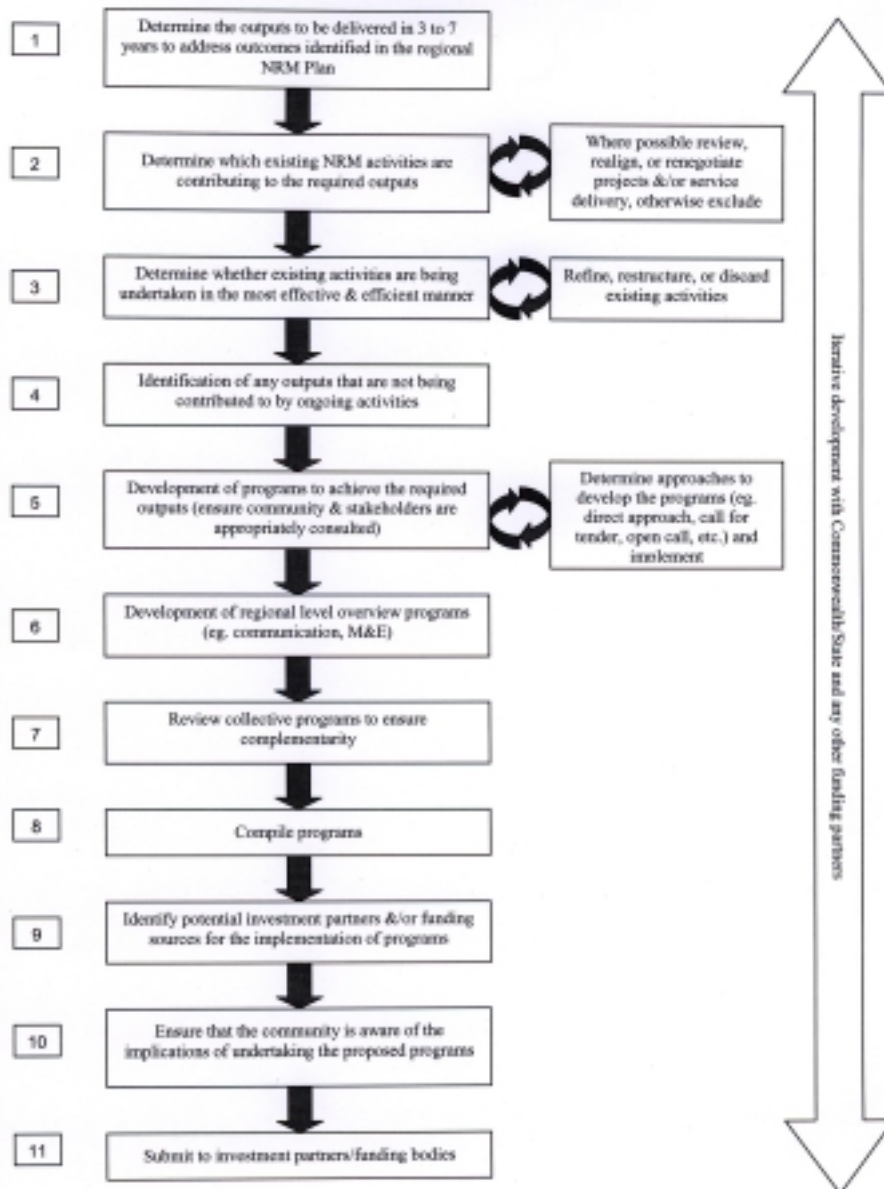 1
Determine the outputs to be delivered in 3 to 7
years to address outcomes identified in the regional
NRM Plan
2
Determine which existing NRM activities are
contributing to the required outputs
Where possible review,
realign, or renegotiate
projects &/or service
delivery, otherwise exclude
3
Determine whether existing activities are being
undertaken in the most effective & efficient manner
Refine, restructure, or discard
existing activities
4
Identification of any outputs that are not being
contributed to by ongoing activities
5
Development of programs to achieve the required
outputs (ensure community & stakeholders are
appropriately consulted)
Determine approaches to
develop the programs (eg.
direct approach, call for
tender, open call, etc.) and
implement
6
Development of regional level overview programs
(eg. communication, M&E)
7
Review collective programs to ensure
complementarity
8
Compile programs
9
Identify potential investment partners &/or funding
sources for the implementation of programs
10
Ensure that the community is aware of the
implications of undertaking the proposed programs
11
Submit to investment partners/funding bodies
Iterative development with Commonwealth/State and any other funding partners